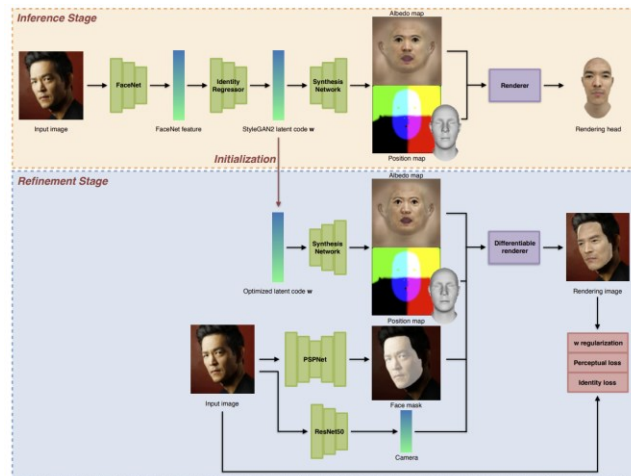 Inference Stage
Albedo map
FaceNet
Identity
Regressor
Synthesis
Network
Renderer
Input image
FaceNet feature
StyleGAN2 latent code w
Position map
Rendering head
Initialization
Refinement Stage
Albedo map
Synthesis
Network
Differentiable
renderer
Optimized latent code w
Position map
Rendering image
PSPNet
w regularization
Perceptual loss
Identity loss
Input image
Face mask
ResNet50
Camera